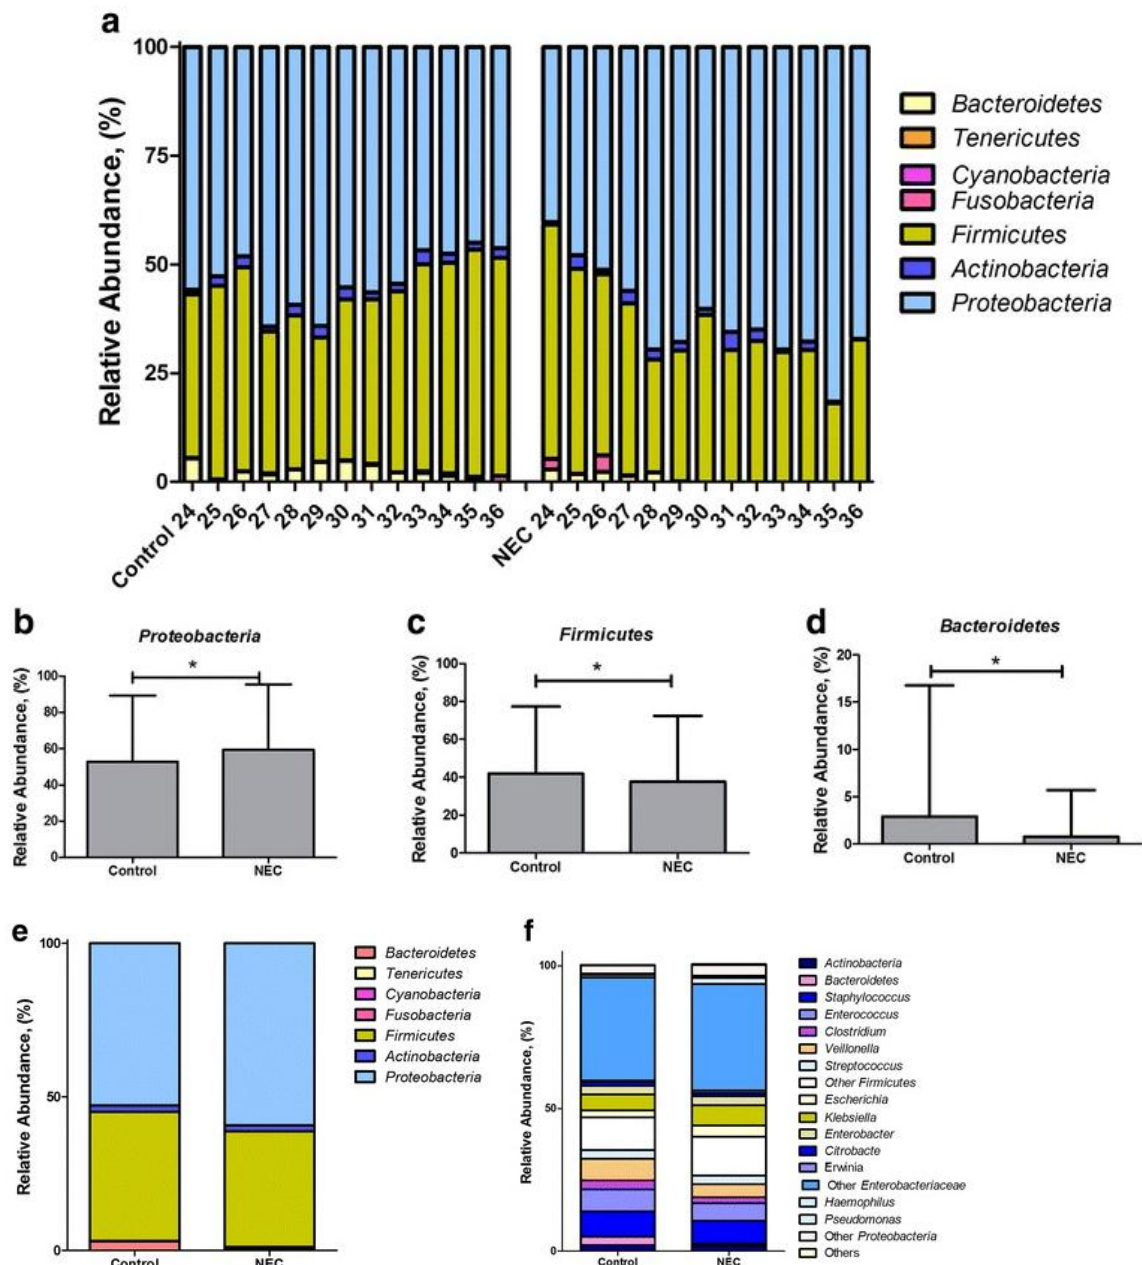 a
Relative Abundance, (%)
100
75
50
25
0
Control 24
25
26
27
28
29
30
31
32
33
34
35
36
NEC 24
25
26
27
28
29
30
31
32
33
34
35
36
Bacteroidetes
Tenericutes
Cyanobacteria
Fusobacteria
Firmicutes
Actinobacteria
Proteobacteria
b
Proteobacteria
*
Relative Abundance, (%)
100
80
60
40
20
0
Control
NEC
c
Firmicutes
*
Relative Abundance, (%)
100
80
60
40
20
0
Control
NEC
d
Bacteroidetes
*
Relative Abundance, (%)
20
15
10
5
0
Control
NEC
e
Relative Abundance, (%)
100
50
0
Control
NEC
Bacteroidetes
Tenericutes
Cyanobacteria
Fusobacteria
Firmicutes
Actinobacteria
Proteobacteria
f
Relative Abundance, (%)
100
50
0
Control
NEC
Actinobacteria
Bacteroidetes
Staphylococcus
Enterococcus
Clostridium
Veillonella
Streptococcus
Other Firmicutes
Escherichia
Klebsiella
Enterobacter
Citrobacte
Erwinia
Other Enterobacteriaceae
Haemophilus
Pseudomonas
Other Proteobacteria
Others